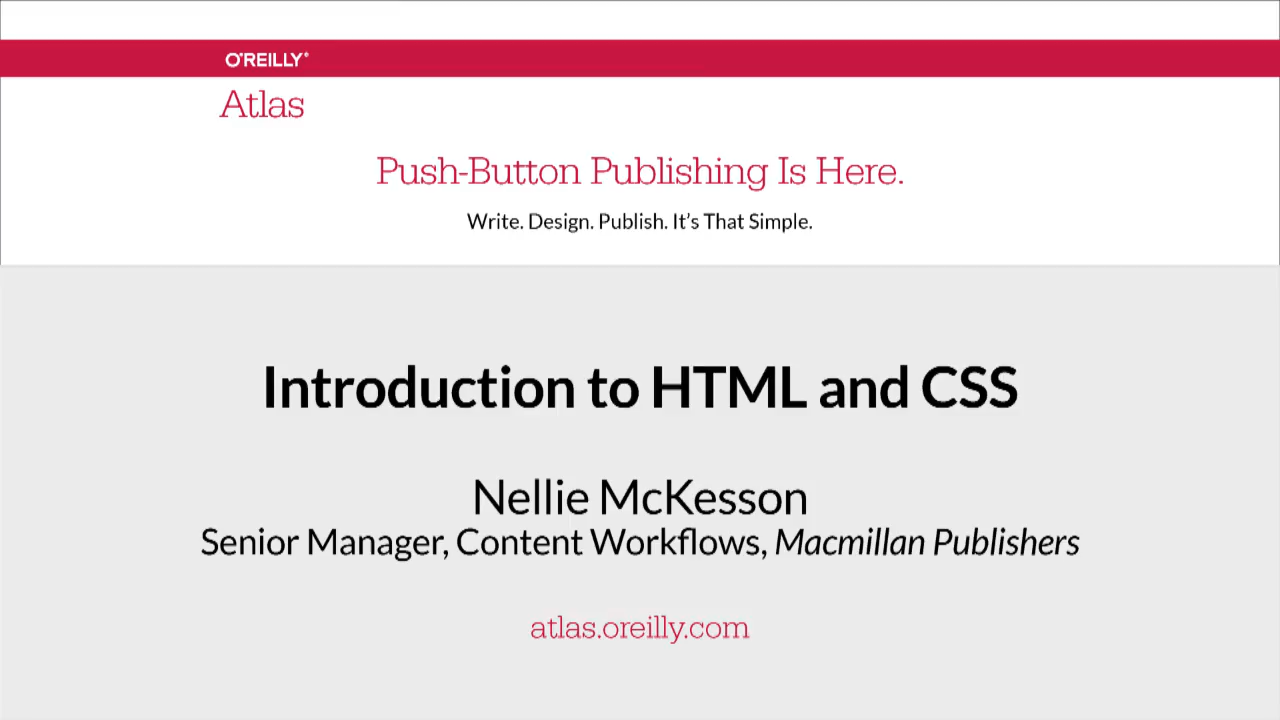 O'REILLY®
Atlas
Push-Button Publishing Is Here.
Write. Design. Publish. It's That Simple.
Introduction to HTML and CSS
Nellie McKesson
Senior Manager, Content Workflows, Macmillan Publishers
atlas.oreilly.com